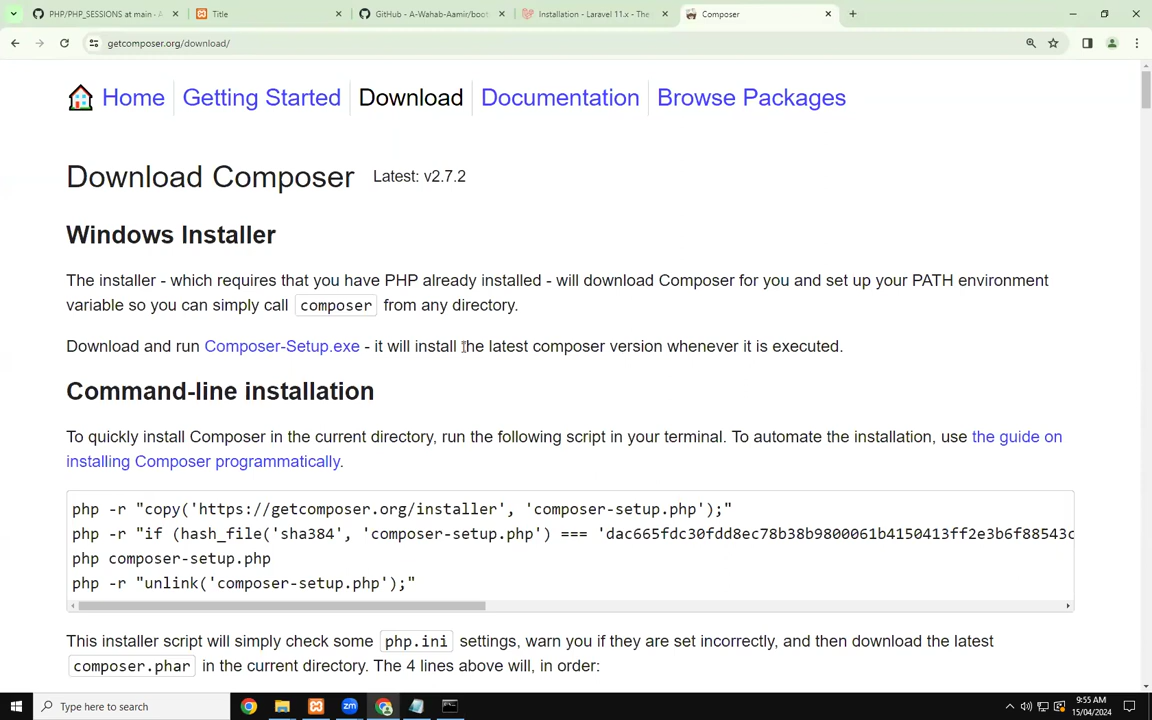 PHP/PHP_SESSIONS at main - A
Title
GitHub - A-Wahab-Aamir/boot
Installation - Laravel 11.x - The
Composer
getcomposer.org/download/
Home
Getting Started
Download
Documentation
Browse Packages
Download Composer Latest: v2.7.2
Windows Installer
The installer - which requires that you have PHP already installed - will download Composer for you and set up your PATH environment
variable so you can simply call composer from any directory.
Download and run Composer-Setup.exe - it will install the latest composer version whenever it is executed.
Command-line installation
To quickly install Composer in the current directory, run the following script in your terminal. To automate the installation, use the guide on
installing Composer programmatically.
php -r "copy('https://getcomposer.org/installer', 'composer-setup.php');"
php -r "if (hash_file('sha384', 'composer-setup.php') === 'dac665fdc30fdd8ec78b38b9800061b4150413ff2e3b6f88543c
php composer-setup.php
php -r "unlink('composer-setup.php');"
This installer script will simply check some php.ini settings, warn you if they are set incorrectly, and then download the latest
composer.phar in the current directory. The 4 lines above will, in order:
Type here to search
zm
9:55 AM
15/04/2024